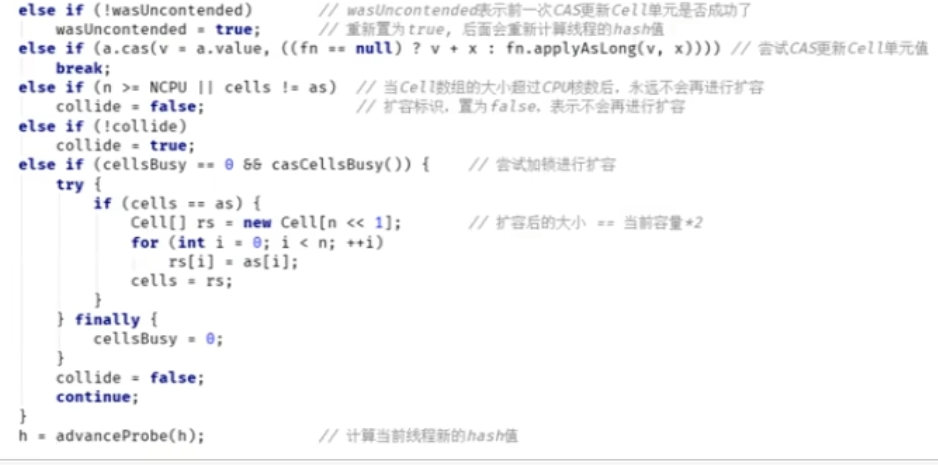 else if (!wasUncontended)        // wasUncontended表示前一次CAS更新Cell单元是否成功了
    wasUncontended = true;       // 重新置为true, 后面会重新计算线程的hash值
else if (a.cas(v = a.value, ((fn == null) ? v + x : fn.applyAsLong(v, x)))) // 尝试CAS更新Cell单元值
    break;
else if (n >= NCPU || cells != as)  // 当Cell数组的大小超过CPU核数后, 永远不会再进行扩容
    collide = false;                // 扩容标识, 置为false, 表示不会再进行扩容
else if (!collide)
    collide = true;
else if (cellsBusy == 0 && casCellsBusy()) {    // 尝试加锁进行扩容
    try {
        if (cells == as) {
            Cell[] rs = new Cell[n << 1];       // 扩容后的大小 == 当前容量*2
            for (int i = 0; i < n; ++i)
                rs[i] = as[i];
            cells = rs;
        }
    } finally {
        cellsBusy = 0;
    }
    collide = false;
    continue;
}
h = advanceProbe(h);            // 计算当前线程新的hash值